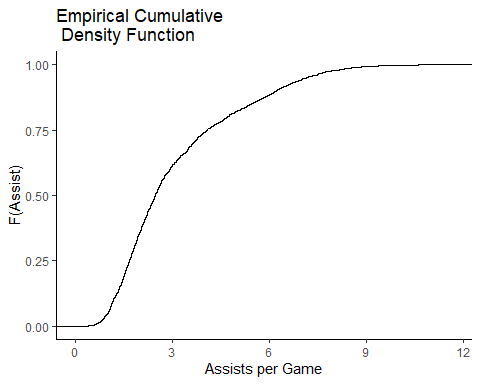 Empirical Cumulative
Density Function
1.00
0.75
0.50
0.25
0.00
F(Assist)
0 3 6 9 12
Assists per Game